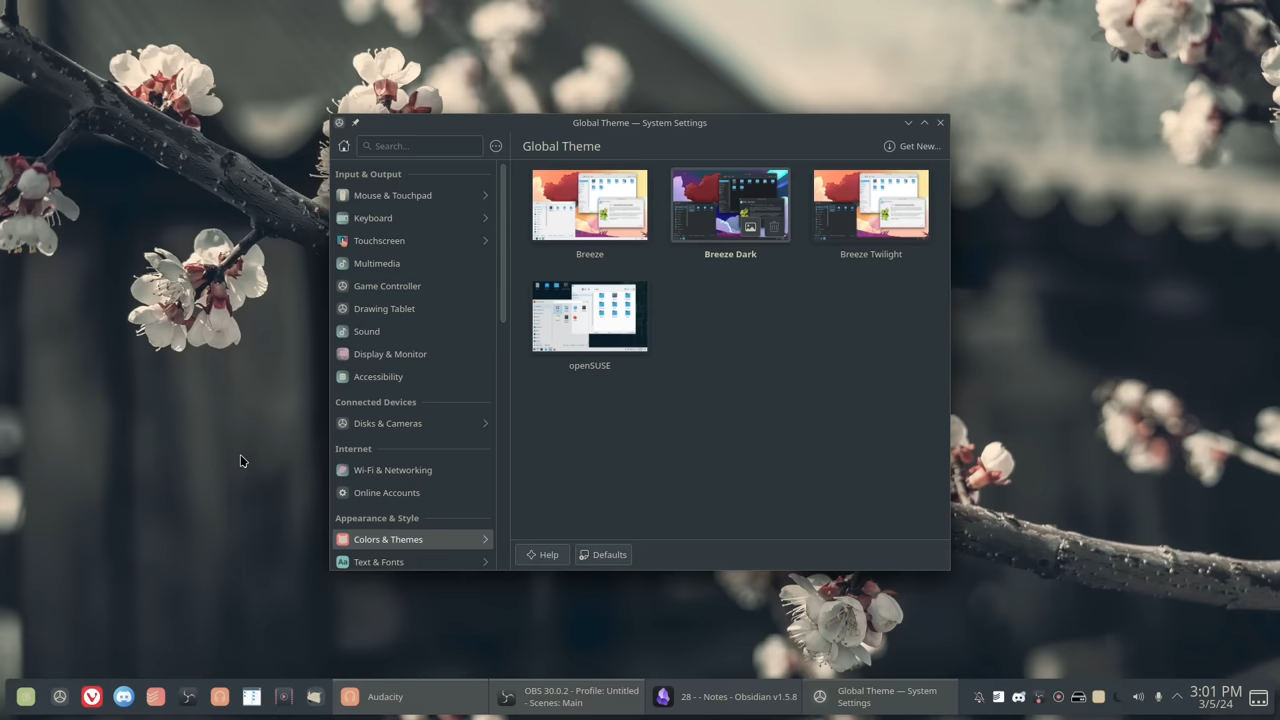 Global Theme — System Settings
Search...
Global Theme
Get New...
Input & Output
Mouse & Touchpad
Keyboard
Touchscreen
Multimedia
Game Controller
Drawing Tablet
Sound
Display & Monitor
Accessibility
Connected Devices
Disks & Cameras
Internet
Wi-Fi & Networking
Online Accounts
Appearance & Style
Colors & Themes
Aa Text & Fonts
Breeze
Breeze Dark
Breeze Twilight
openSUSE
Help
Defaults
Audacity
OBS 30.0.2 - Profile: Untitled
- Scenes: Main
28 - - Notes - Obsidian v1.5.8
Global Theme — System
Settings
3:01 PM
3/5/24